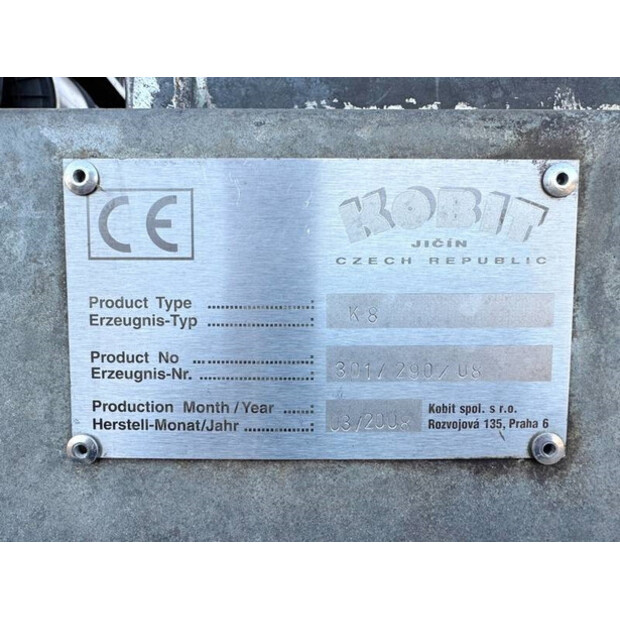 CE
KOBIT
JIČÍN
CZECH REPUBLIC
Product Type ........................: K 8
Erzeugnis-Typ ......................:
Product No ..........................: 301/290/08
Erzeugnis-Nr. .......................:
Production Month/Year ......: 03/2008
Herstell-Monat/Jahr ............:
Kobit spol. s r.o.
Rozvojová 135, Praha 6